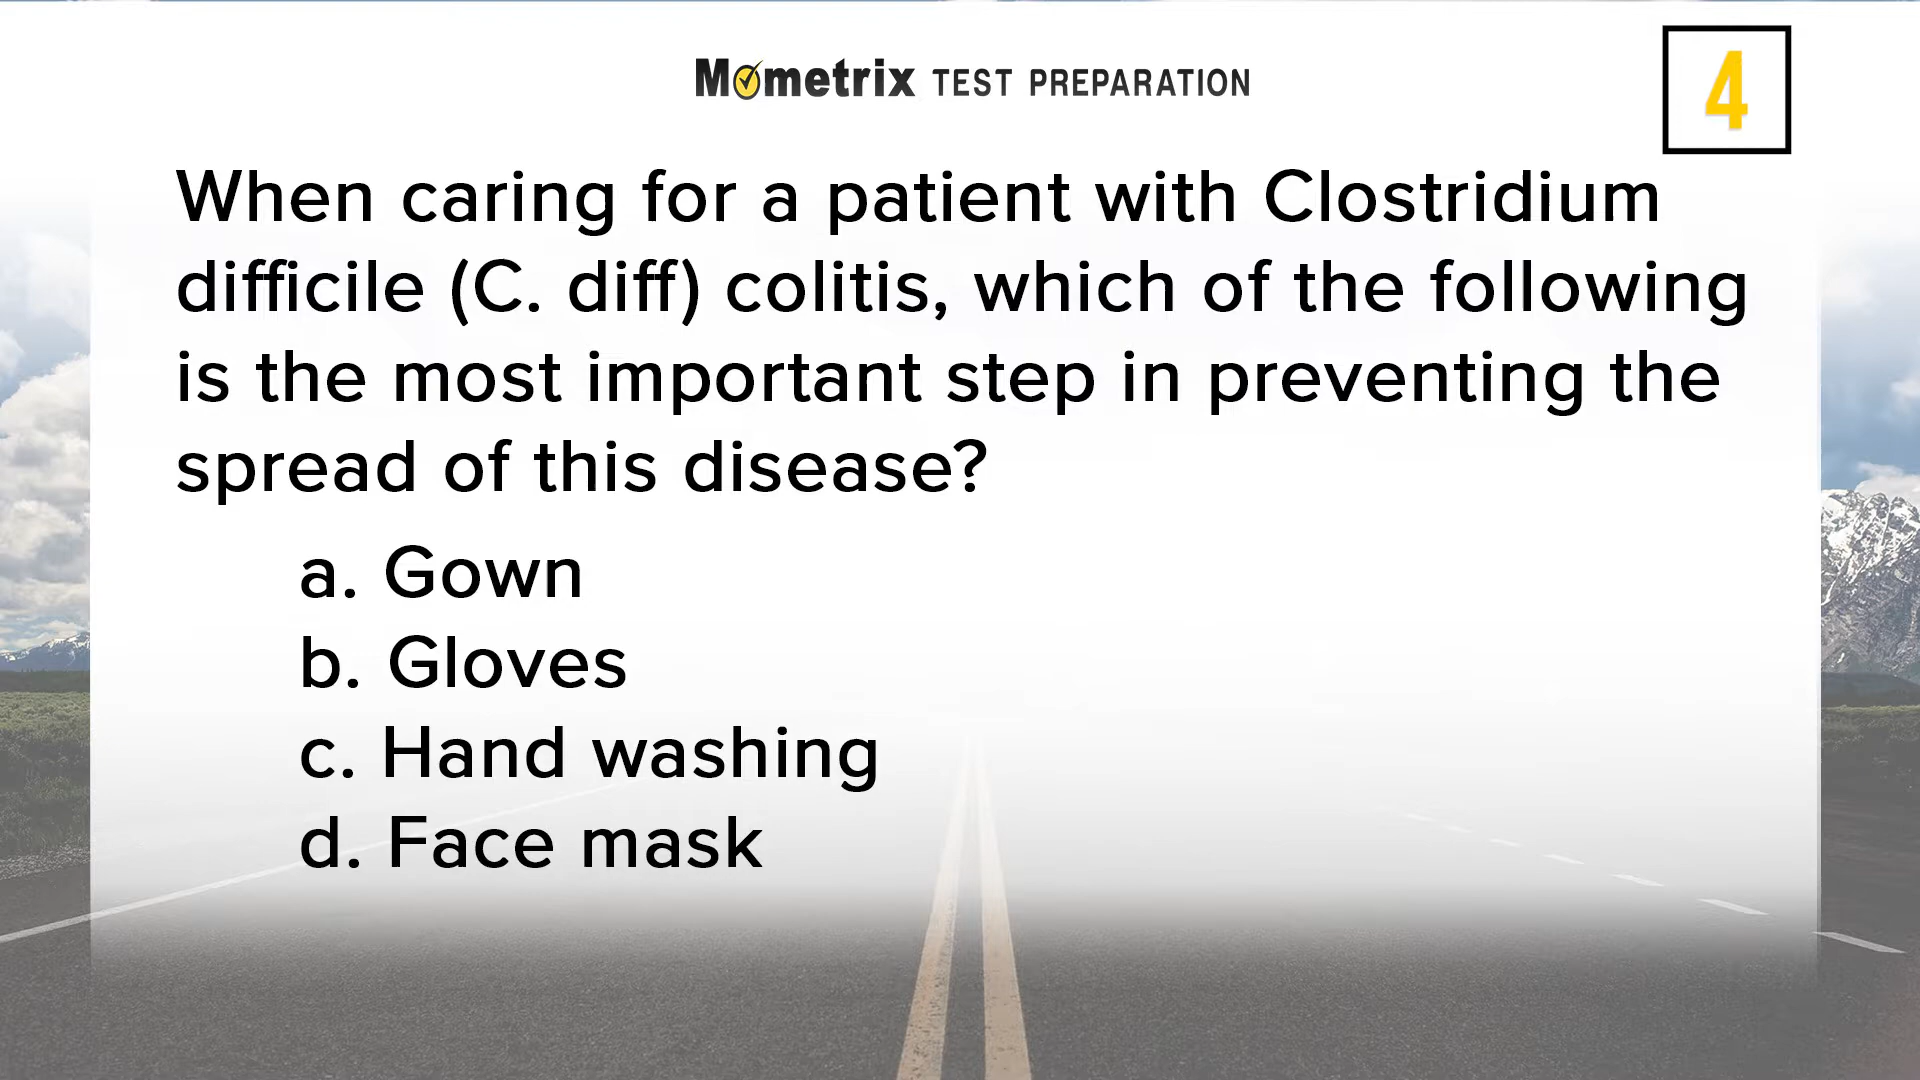 Mometrix TEST PREPARATION
4
When caring for a patient with Clostridium
difficile (C. diff) colitis, which of the following
is the most important step in preventing the
spread of this disease?
a. Gown
b. Gloves
c. Hand washing
d. Face mask